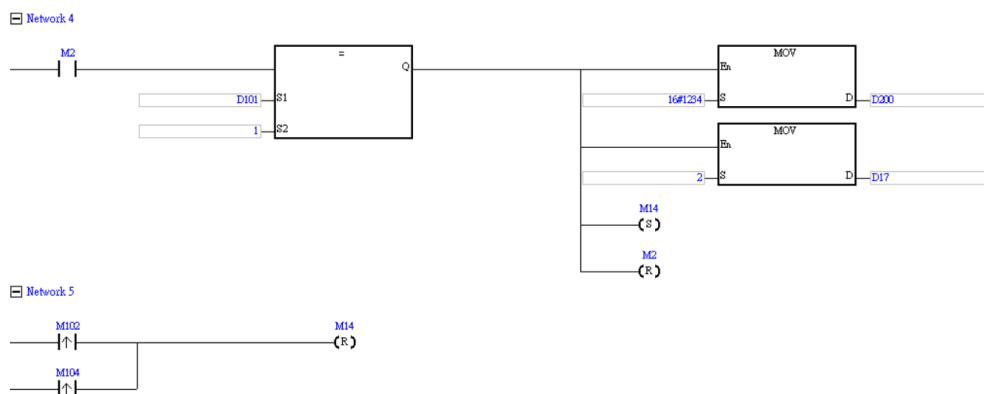 Network 4
M2
=
Q
D101 S1
1 S2
MOV
En
16#1234 S D D200
MOV
En
2 S D D17
M14
(S)
M2
(R)
Network 5
M102
M14
↑ (R)
M104
↑